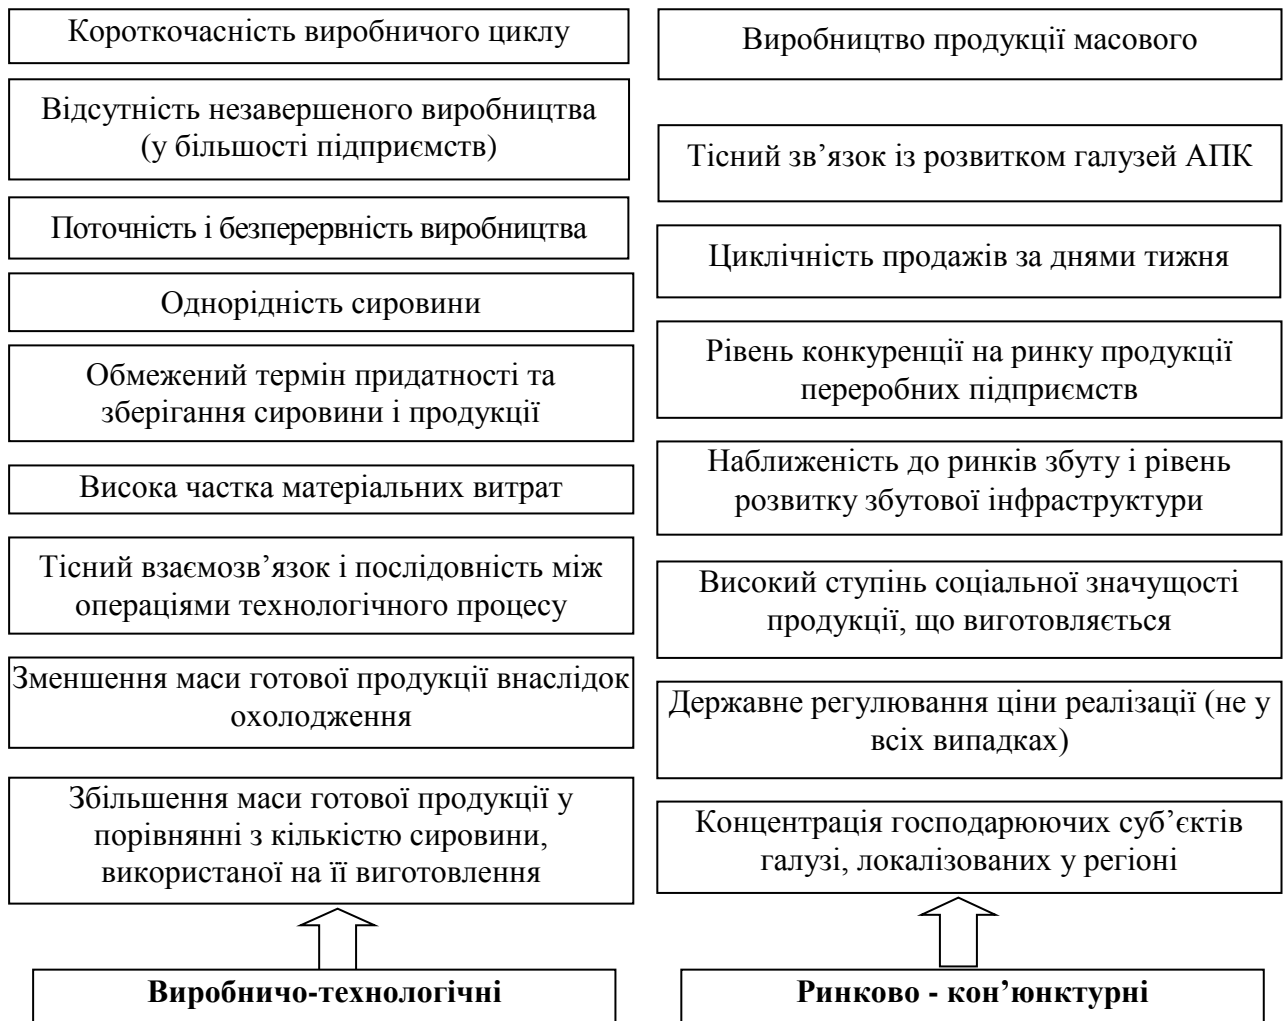 Короткочасність виробничого циклу
Відсутність незавершеного виробництва
(у більшості підприємств)
Поточність і безперервність виробництва
Однорідність сировини
Обмежений термін придатності та
зберігання сировини і продукції
Висока частка матеріальних витрат
Тісний взаємозв’язок і послідовність між
операціями технологічного процесу
Зменшення маси готової продукції внаслідок
охолодження
Збільшення маси готової продукції у
порівнянні з кількістю сировини,
використаної на її виготовлення
Виробничо-технологічні
Виробництво продукції масового
Тісний зв’язок із розвитком галузей АПК
Циклічність продажів за днями тижня
Рівень конкуренції на ринку продукції
переробних підприємств
Наближеність до ринків збуту і рівень
розвитку збутової інфраструктури
Високий ступінь соціальної значущості
продукції, що виготовляється
Державне регулювання ціни реалізації (не у
всіх випадках)
Концентрація господарюючих суб’єктів
галузі, локалізованих у регіоні
Ринково - кон’юнктурні